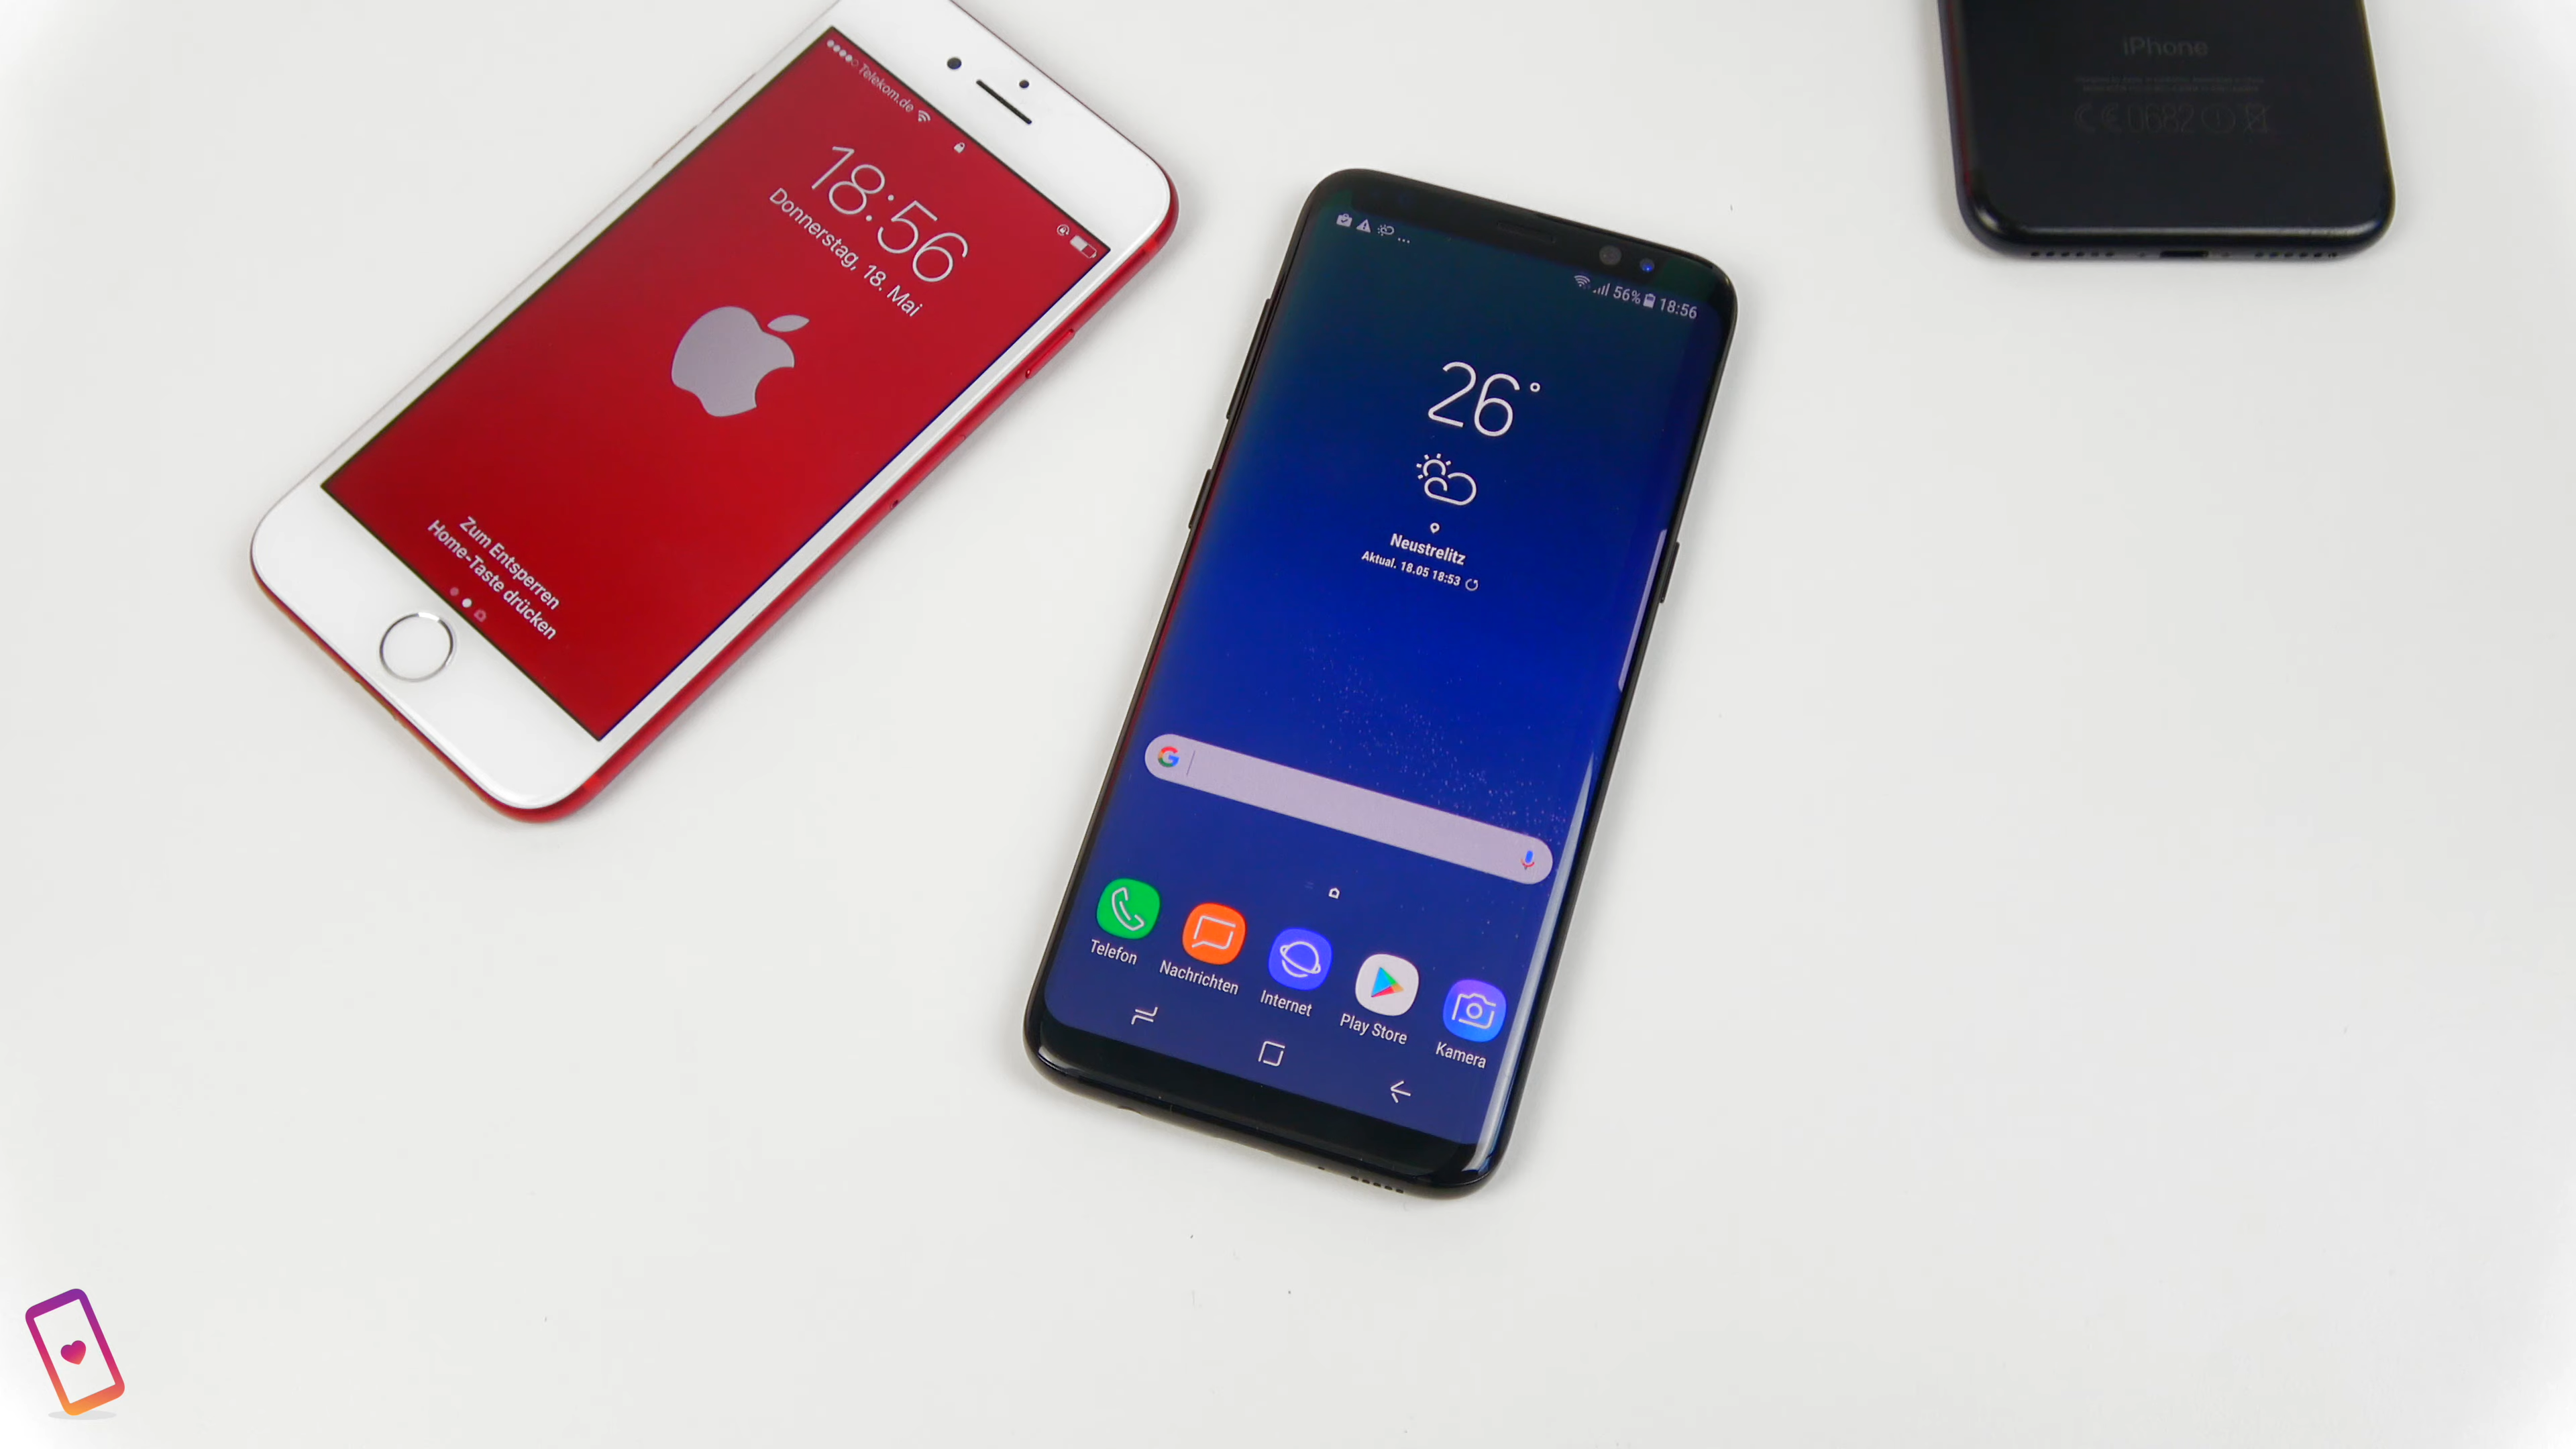 Telekom.de
18:56
Donnerstag, 18. Mai
Zum Entsperren
Home-Taste drücken
56% 18:56
26°
Neustrelitz
Aktual. 18.05 18:53
Telefon
Nachrichten
Internet
Play Store
Kamera
iPhone
CE0682